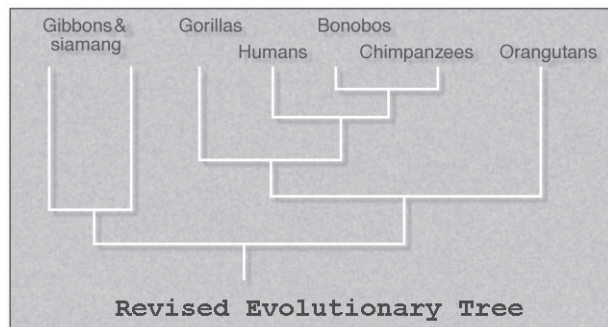 Gibbons &
siamang
Gorillas
Humans
Bonobos
Chimpanzees
Orangutans
Revised Evolutionary Tree